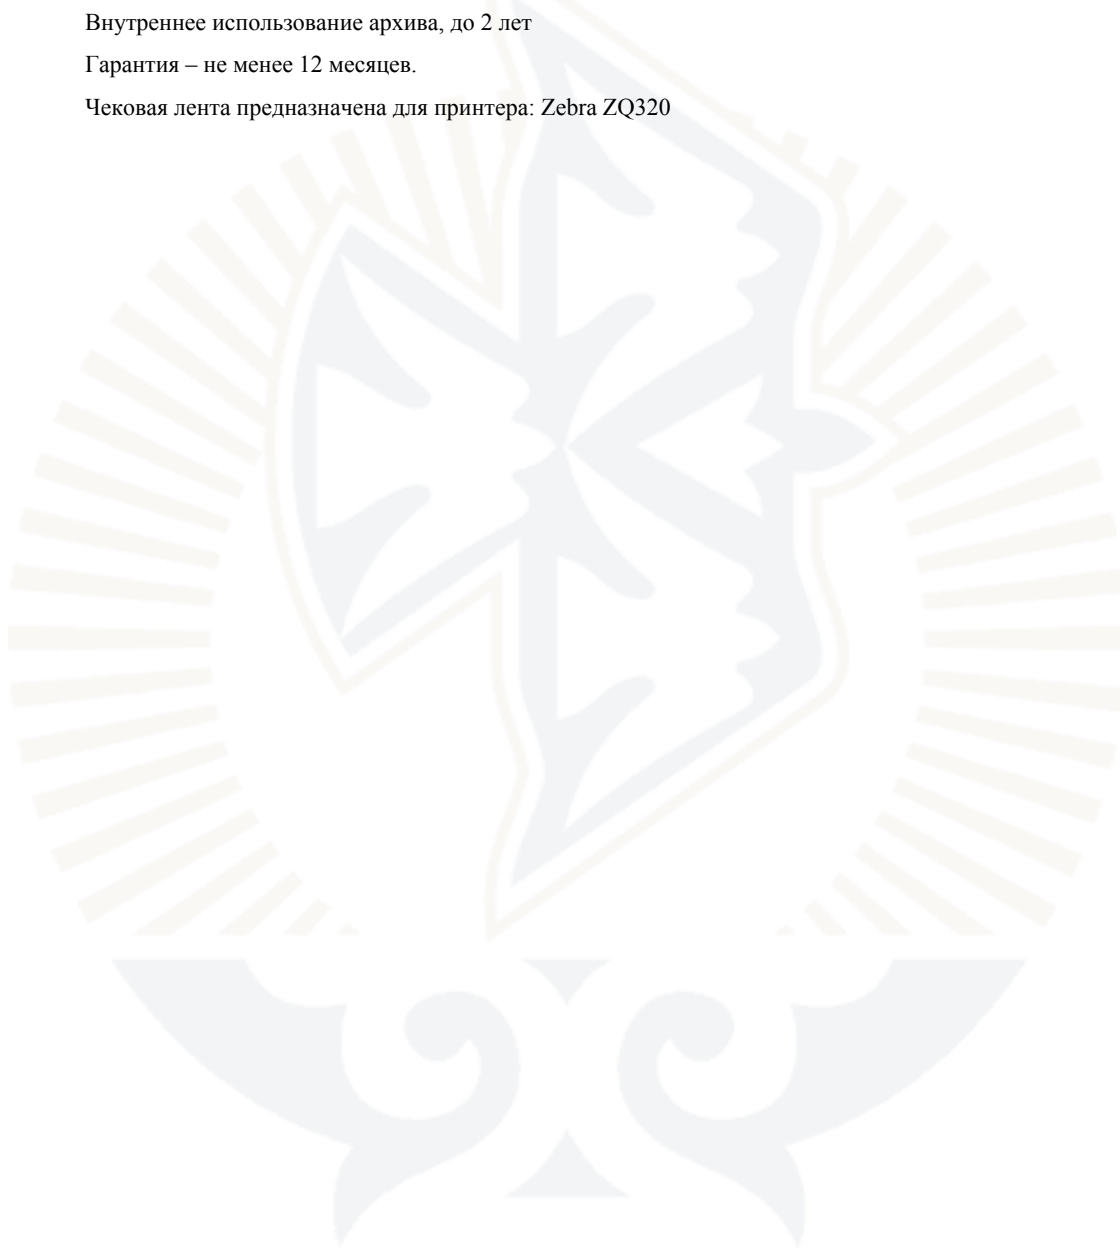 Внутреннее использование архива, до 2 лет
Гарантия – не менее 12 месяцев.
Чековая лента предназначена для принтера: Zebra ZQ320